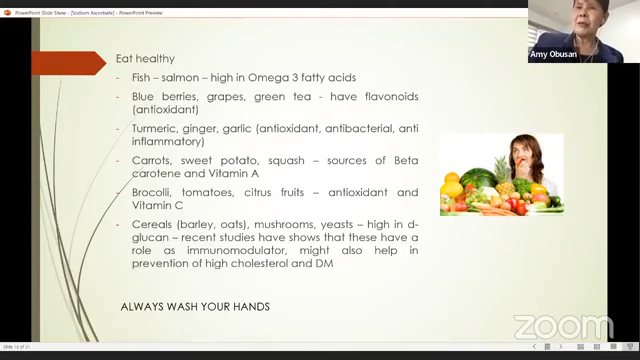 PowerPoint Slide Show - [Sodium Ascorbate] - PowerPoint Preview
Amy Obusan
Eat healthy
- Fish – salmon – high in Omega 3 fatty acids
- Blue berries, grapes, green tea - have flavonoids
(antioxidant)
- Turmeric, ginger, garlic (antioxidant, antibacterial, anti
inflammatory)
- Carrots, sweet potato, squash – sources of Beta
carotene and Vitamin A
- Brocolli, tomatoes, citrus fruits – antioxidant and
Vitamin C
- Cereals (barley, oats), mushrooms, yeasts – high in d-
glucan – recent studies have shows that these have a
role as immunomodulator, might also help in
prevention of high cholesterol and DM
ALWAYS WASH YOUR HANDS
zoom